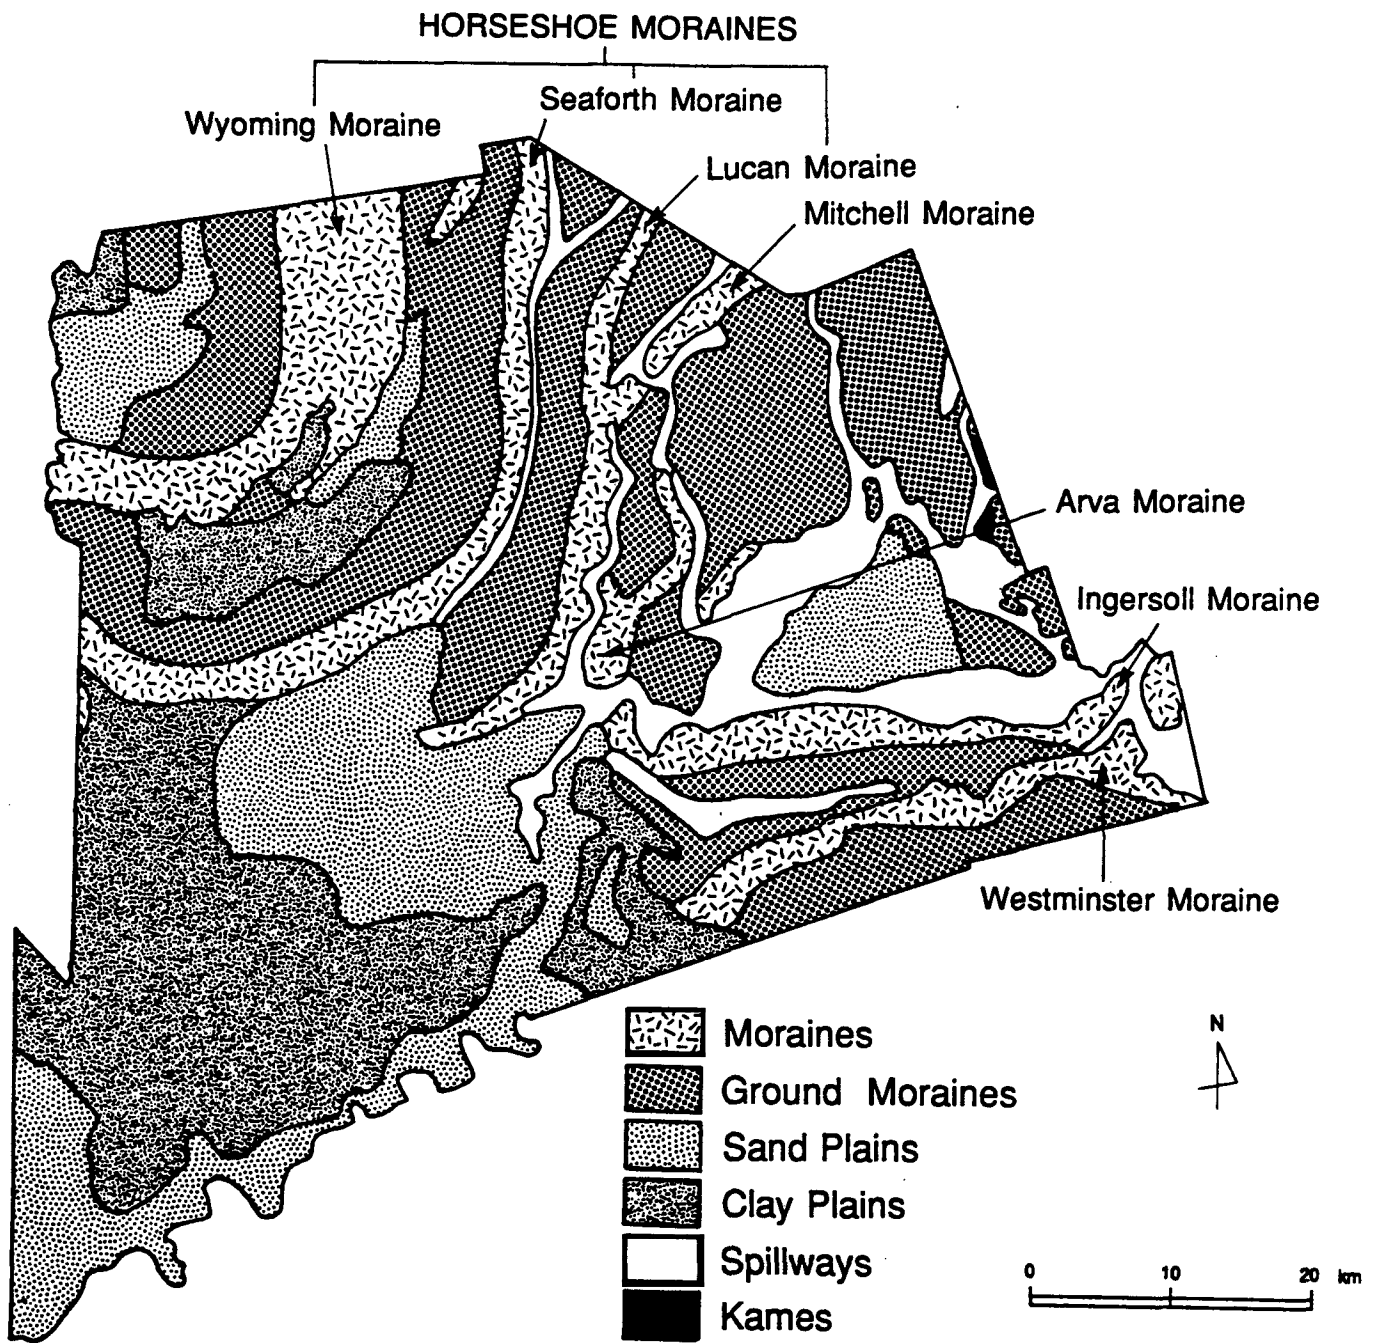 HORSESHOE MORAINES
Seaforth Moraine
Wyoming Moraine
Lucan Moraine
Mitchell Moraine
Arva Moraine
Ingersoll Moraine
Westminster Moraine
Moraines
Ground Moraines
Sand Plains
Clay Plains
Spillways
Kames
N
0 10 20 km